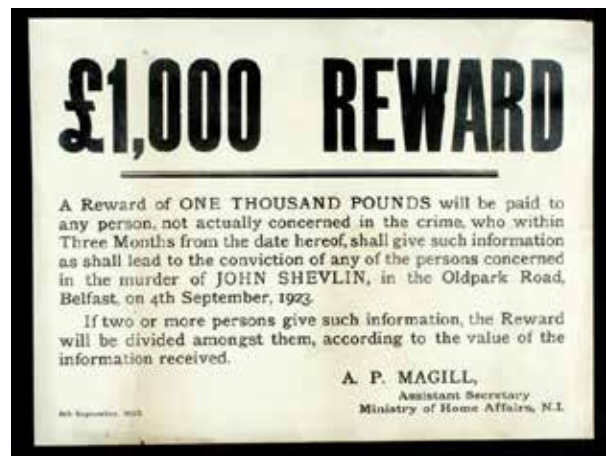 £1,000 REWARD
A Reward of ONE THOUSAND POUNDS will be paid to
any person, not actually concerned in the crime, who within
Three Months from the date hereof, shall give such information
as shall lead to the conviction of any of the persons concerned
in the murder of JOHN SHEVLIN, in the Oldpark Road,
Belfast, on 4th September, 1923.
If two or more persons give such information, the Reward
will be divided amongst them, according to the value of the
information received.
A. P. MAGILL,
Assistant Secretary
Ministry of Home Affairs, N.I.
September, 1923.